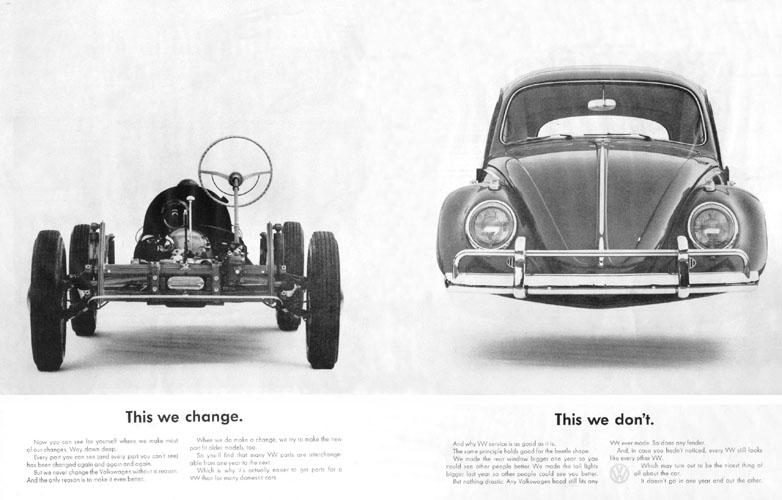 This we change.
Now you can see for yourself where we make most
of our changes. Way down deep.
Every part you can see (and every part you can't see)
has been changed again and again and again.
But we never change the Volkswagen without a reason.
And the only reason is to make it even better.
When we do make a change, we try to make the new
part fit older models, too.
So you'll find that many VW parts are interchange-
able from one year to the next.
Which is why it's actually easier to get parts for a
VW than for many domestic cars.
This we don't.
And why VW service is as good as it is.
The same principle holds good for the beetle shape.
We made the rear window bigger one year so you
could see other people better. We made the tail lights
bigger last year so other people could see you better.
But nothing drastic. Any Volkswagen hood still fits any
VW ever made. So does any fender.
And, in case you hadn't noticed, every VW still looks
like every other VW.
Which may turn out to be the nicest thing of
all about the car.
It doesn't go in one year and out the other.